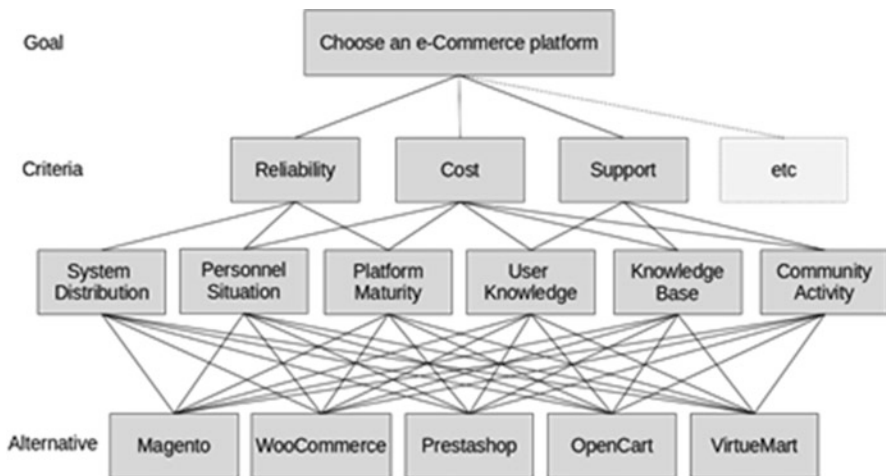 Goal
Choose an e-Commerce platform
Criteria
Reliability
Cost
Support
etc
System
Distribution
Personnel
Situation
Platform
Maturity
User
Knowledge
Knowledge
Base
Community
Activity
Alternative
Magento
WooCommerce
Prestashop
OpenCart
VirtueMart